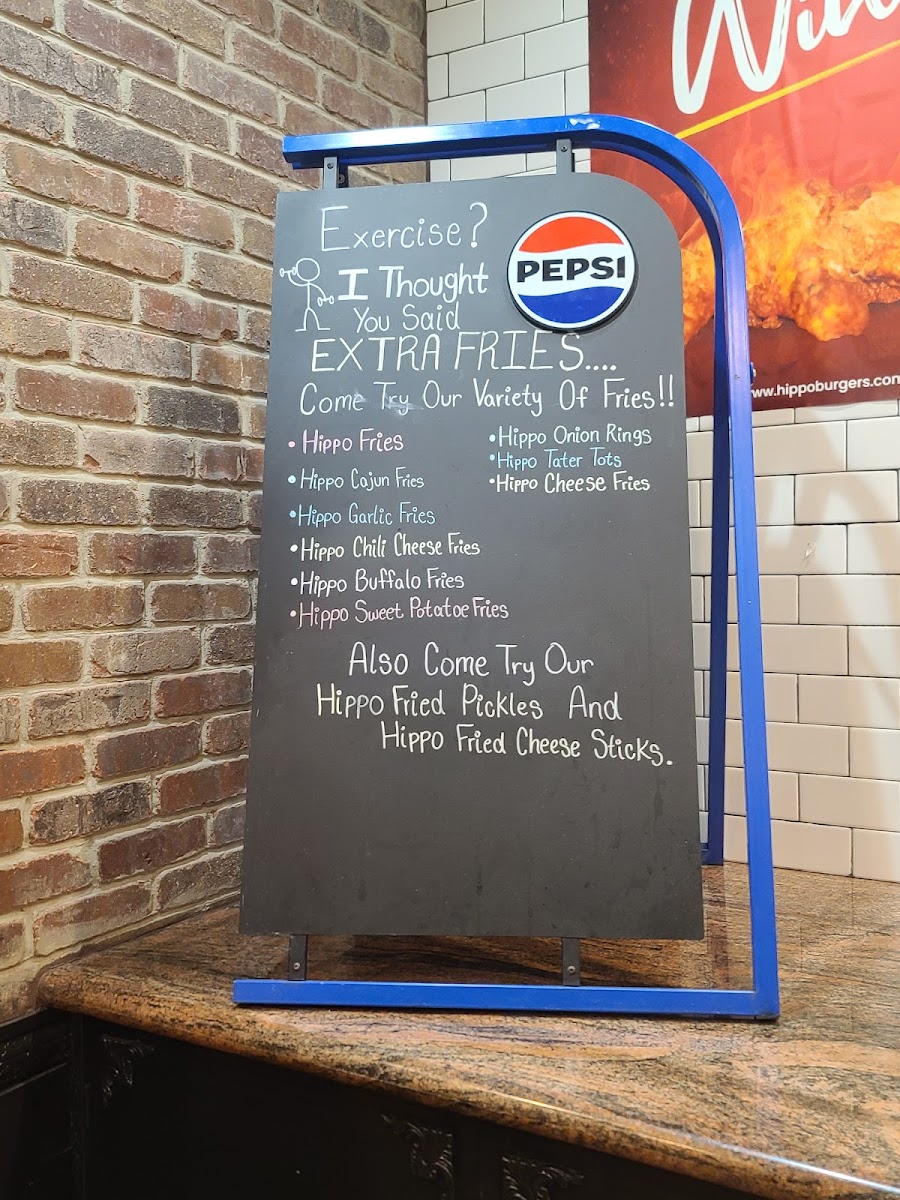 Exercise?
I Thought
You Said
EXTRA FRIES....
Come Try Our Variety Of Fries!!
• Hippo Fries
• Hippo Cajun Fries
• Hippo Garlic Fries
• Hippo Chili Cheese Fries
• Hippo Buffalo Fries
• Hippo Sweet Potatoe Fries
• Hippo Onion Rings
• Hippo Tater Tots
• Hippo Cheese Fries
Also Come Try Our
Hippo Fried Pickles And
Hippo Fried Cheese Sticks.
PEPSI
www.hippoburgers.com